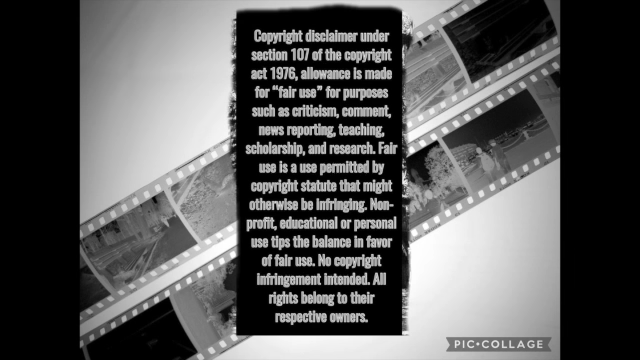 Copyright disclaimer under
section 107 of the copyright
act 1976, allowance is made
for “fair use” for purposes
such as criticism, comment,
news reporting, teaching,
scholarship, and research. Fair
use is a use permitted by
copyright statute that might
otherwise be infringing. Non-
profit, educational or personal
use tips the balance in favor
of fair use. No copyright
infringement intended. All
rights belong to their
respective owners.
PIC•COLLAGE